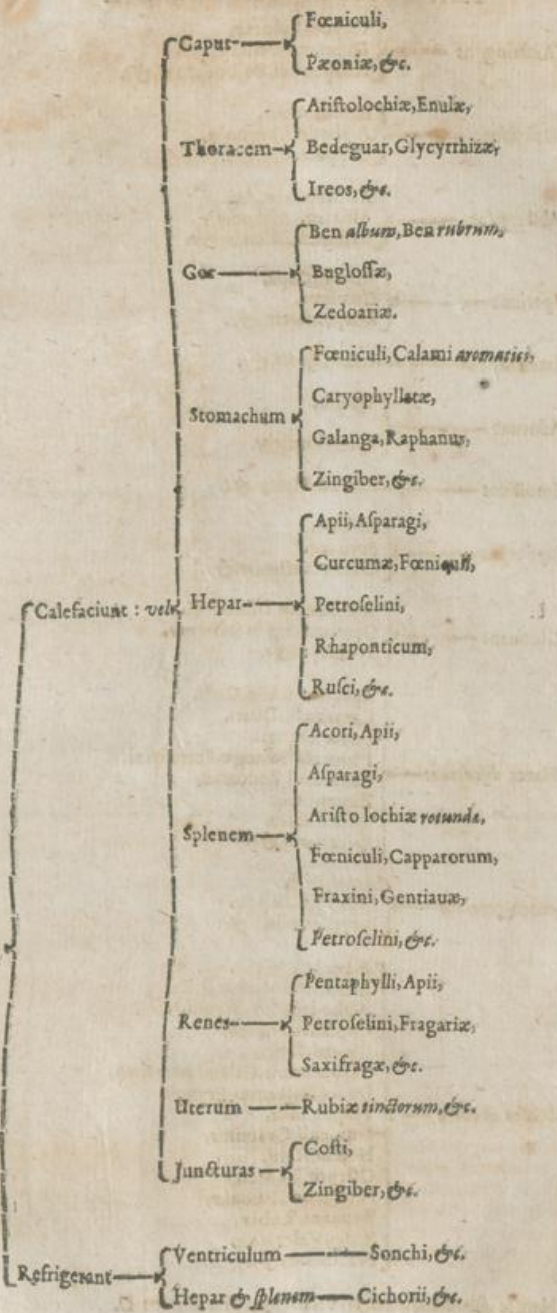 Caput
Fœniculi,
Pæoniæ, &c.
Thoracem
Ariſtolochiæ, Enulæ,
Bedeguar, Glycyrrhizæ,
Ireos, &c.
Cor
Ben album, Ben rubrum,
Bugloſſæ,
Zedoariæ.
Stomachum
Fœniculi, Calami aromatici,
Caryophyllatæ,
Galanga, Raphanus,
Zingiber, &c.
Calefaciunt : vel
Hepar
Apii, Aſparagi,
Curcumæ, Fœniculi,
Petroſelini,
Rhaponticum,
Ruſci, &c.
Splenem
Acori, Apii,
Aſparagi,
Ariſto lochiæ rotundæ,
Fœniculi, Capparorum,
Fraxini, Gentiauæ,
Petroſelini, &c.
Renes
Pentaphylli, Apii,
Petroſelini, Fragariæ,
Saxifragæ, &c.
Uterum
Rubiæ tinctorum, &c.
Juncturas
Coſti,
Zingiber, &c.
Refrigerant
Ventriculum
Sonchi, &c.
Hepar & ſplenem
Cichorii, &c.